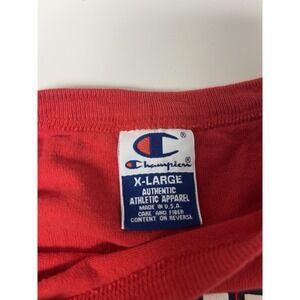 Champion
X-LARGE
AUTHENTIC
ATHLETIC APPAREL
MADE IN U.S.A.
CARE AND FIBER
CONTENT ON REVERSE